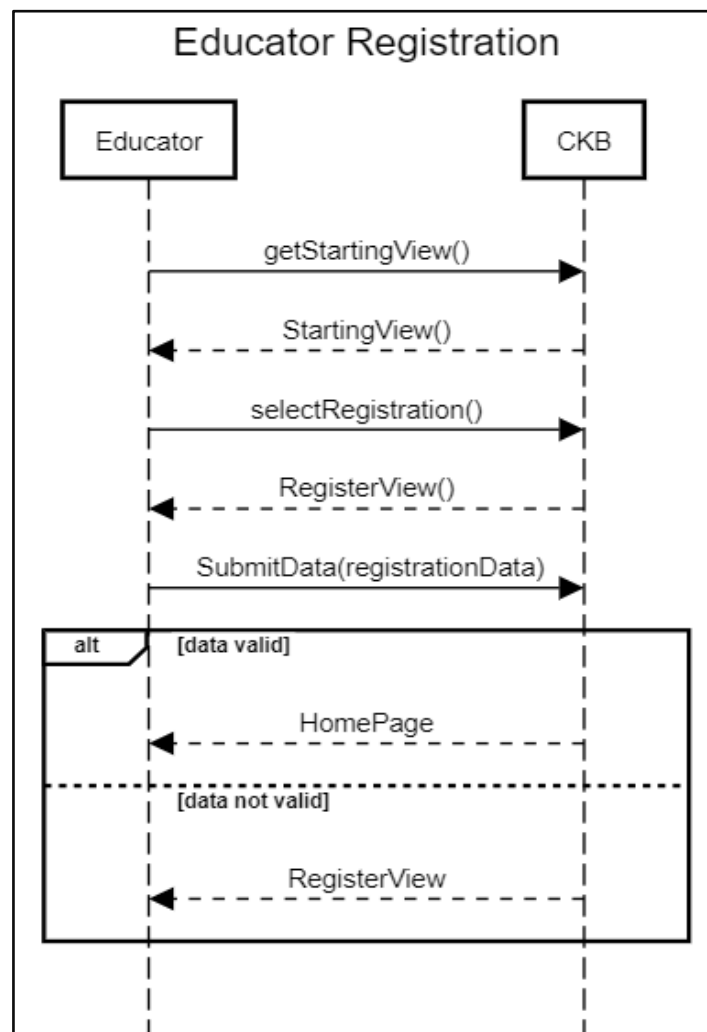 Educator Registration
Educator
CKB
getStartingView()
StartingView()
selectRegistration()
RegisterView()
SubmitData(registrationData)
alt
[data valid]
HomePage
[data not valid]
RegisterView